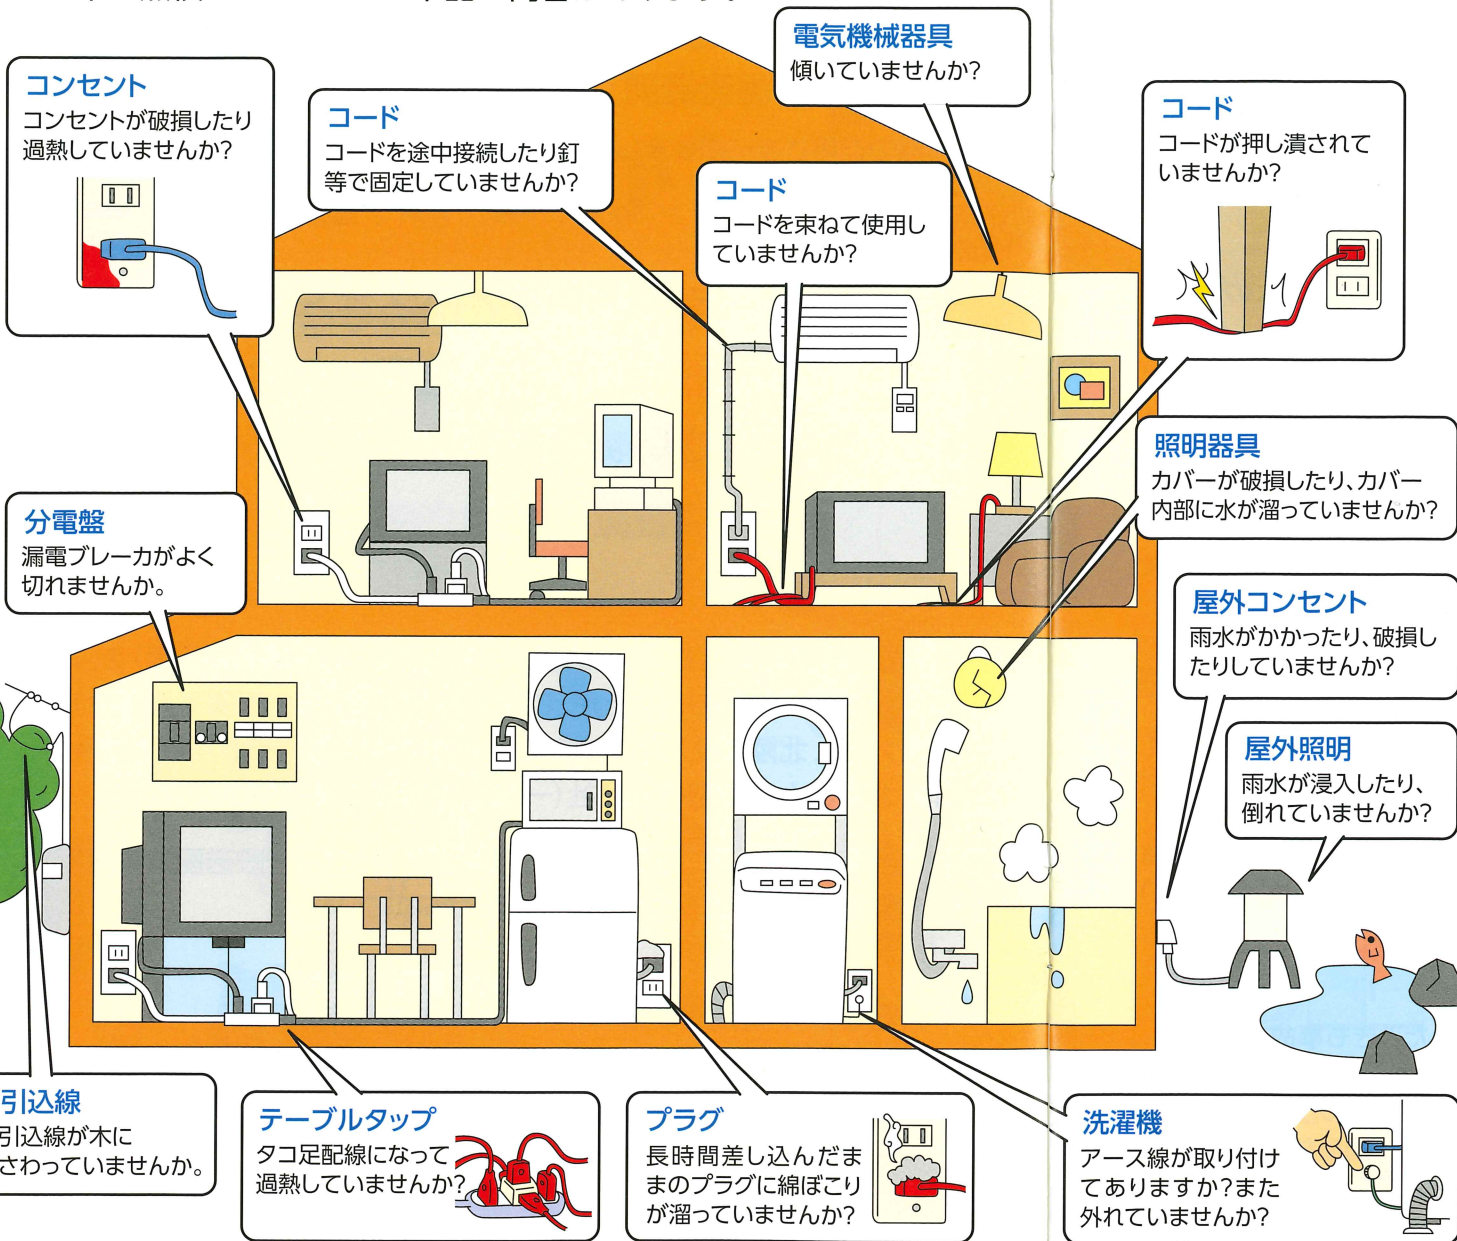 電気機械器具
傾いていませんか?
コンセント
コンセントが破損したり
過熱していませんか?
コード
コードを途中接続したり釘
等で固定していませんか?
コード
コードを束ねて使用し
ていませんか?
コード
コードが押し潰されて
いませんか?
照明器具
カバーが破損したり、カバー
内部に水が溜っていませんか?
分電盤
漏電ブレーカがよく
切れませんか。
屋外コンセント
雨水がかかったり、破損し
たりしていませんか?
屋外照明
雨水が浸入したり、
倒れていませんか?
引込線
引込線が木に
さわっていませんか。
テーブルタップ
タコ足配線になって
過熱していませんか?
プラグ
長時間差し込んだま
まのプラグに綿ぼこり
が溜っていませんか?
洗濯機
アース線が取り付け
てありますか?また
外れていませんか?